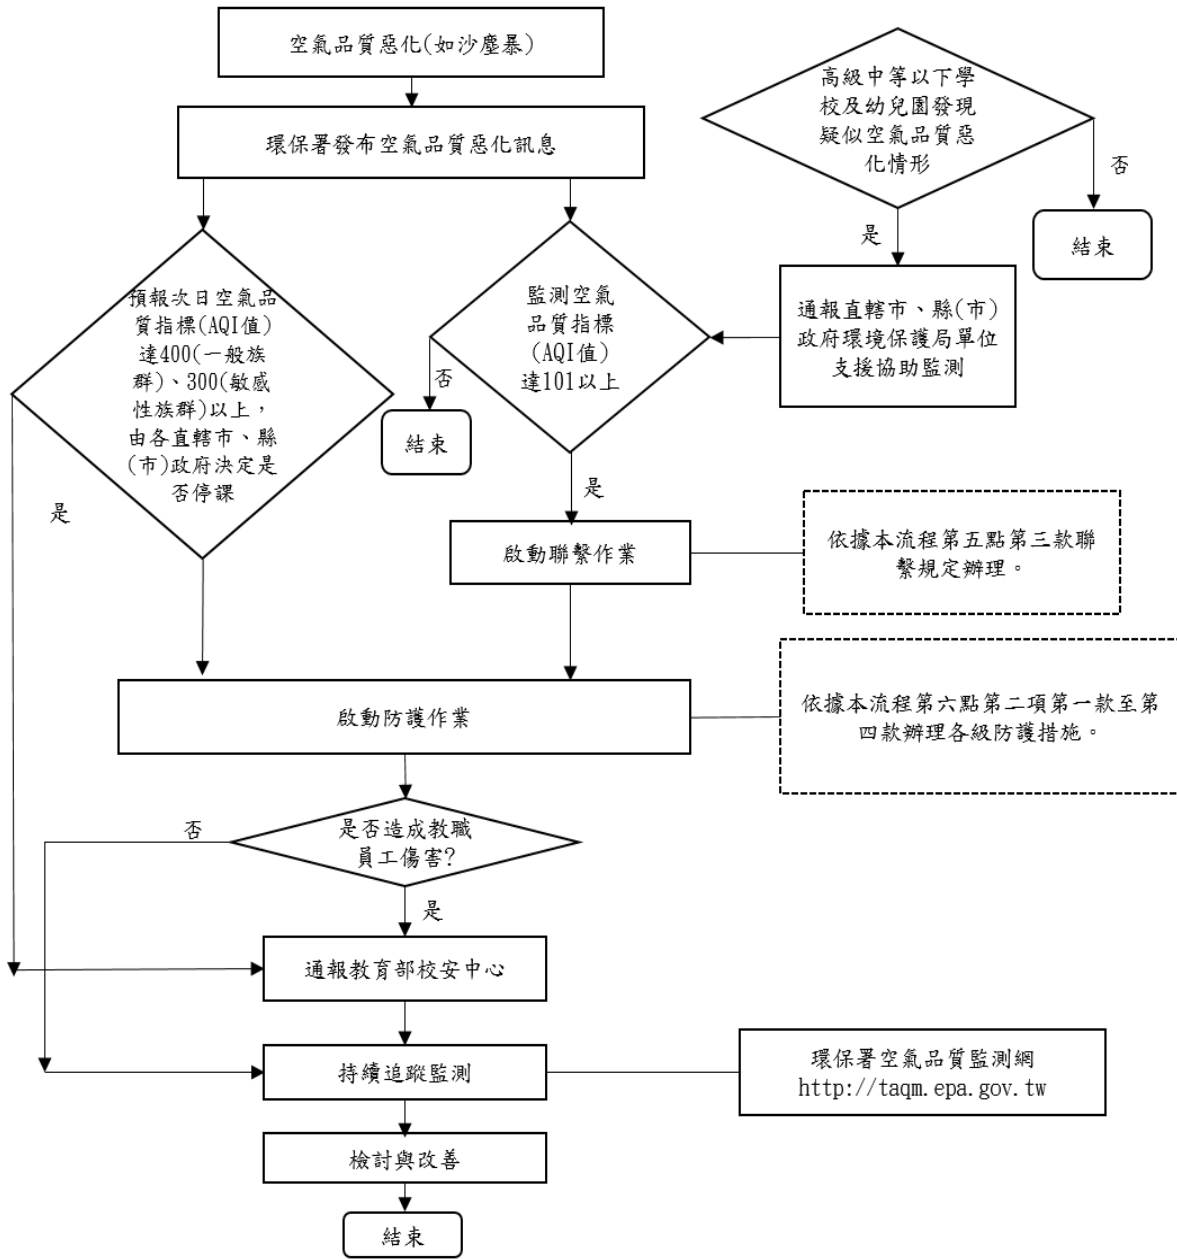 空氣品質惡化(如沙塵暴)
環保署發布空氣品質惡化訊息
高級中等以下學
校及幼兒園發現
疑似空氣品質惡
化情形
否
結束
是
通報直轄市、縣(市)
政府環境保護局單位
支援協助監測
預報次日空氣品
質指標(AQI值)
達400(一般族
群)、300(敏感
性族群)以上，
由各直轄市、縣
(市)政府決定是
否停課
是
監測空氣
品質指標
(AQI值)
達101以上
否
結束
是
啟動聯繫作業
依據本流程第五點第三款聯
繫規定辦理。
啟動防護作業
依據本流程第六點第二項第一款至第
四款辦理各級防護措施。
是否造成教職
員工傷害?
否
是
通報教育部校安中心
持續追蹤監測
環保署空氣品質監測網
http://taqm.epa.gov.tw
檢討與改善
結束